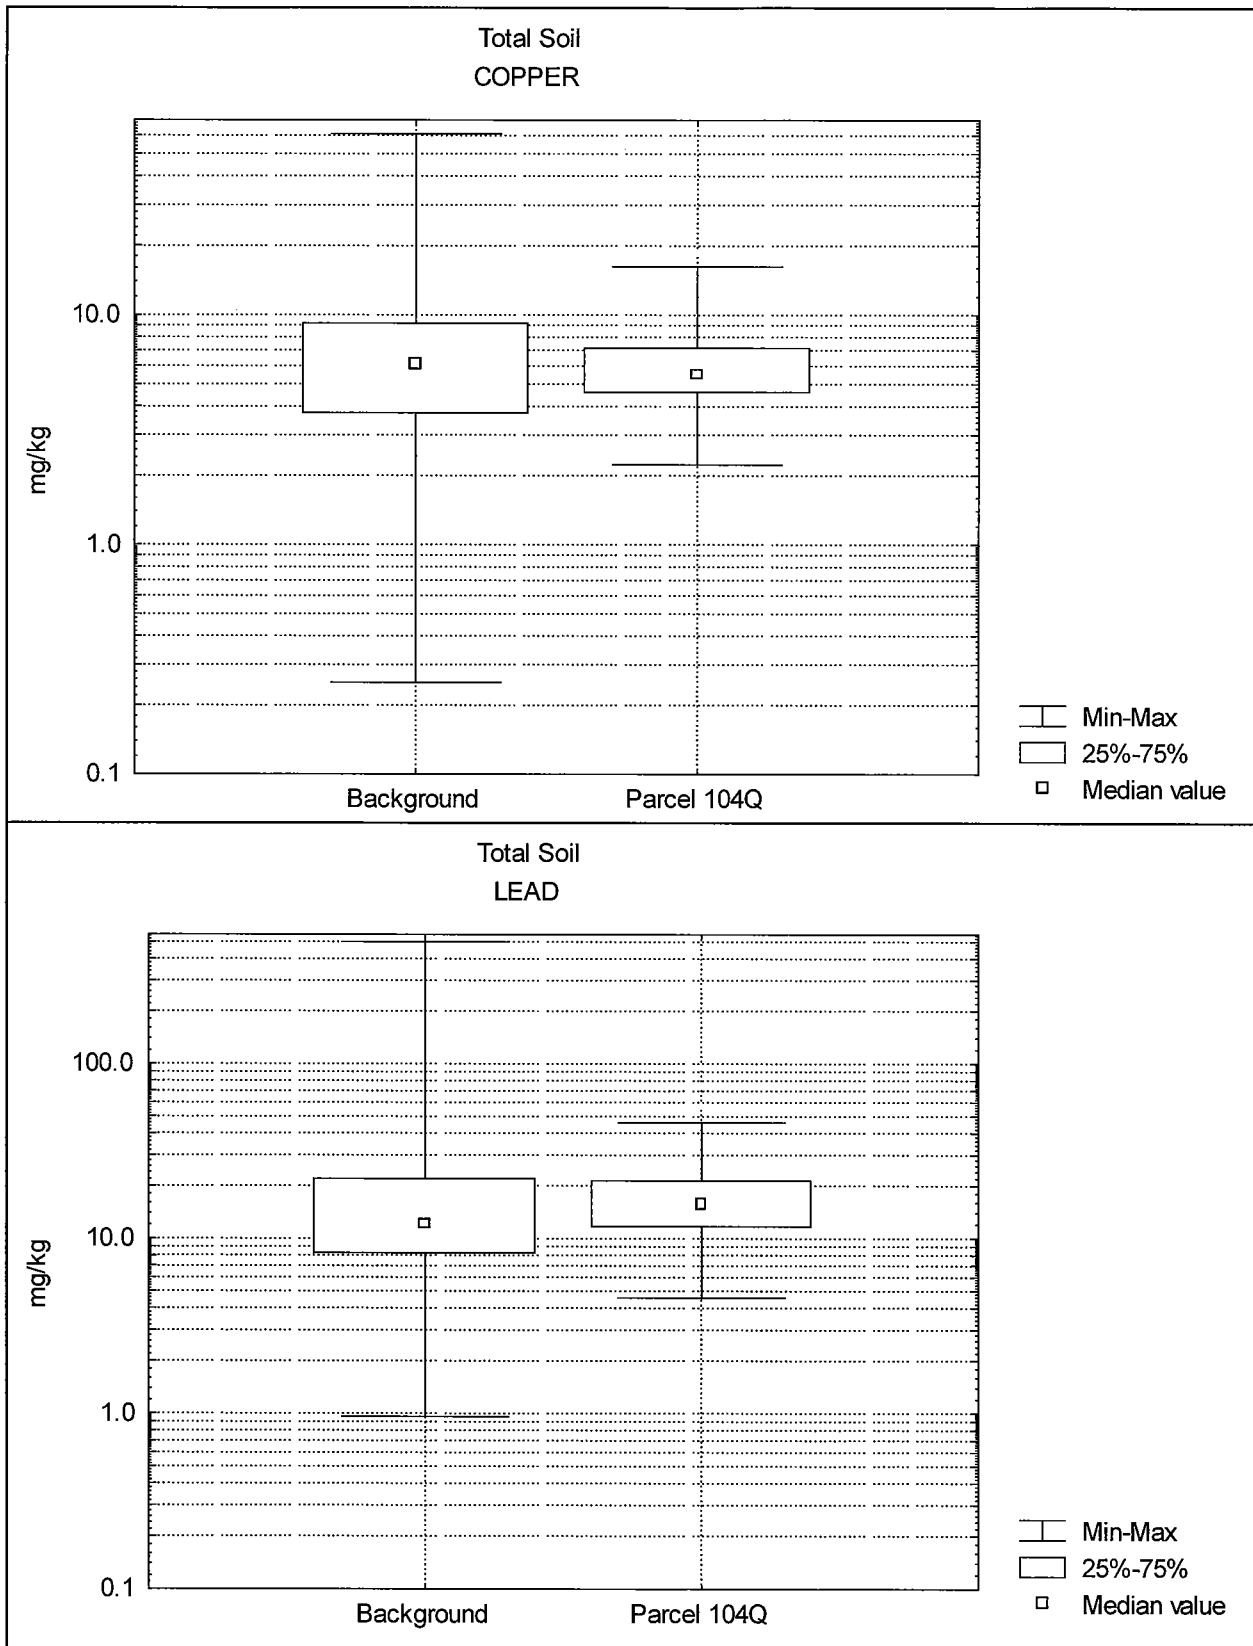 Total Soil
COPPER
mg/kg
10.0
1.0
0.1
Background
Parcel 104Q
Min-Max
25%-75%
Median value
Total Soil
LEAD
mg/kg
100.0
10.0
1.0
0.1
Background
Parcel 104Q
Min-Max
25%-75%
Median value